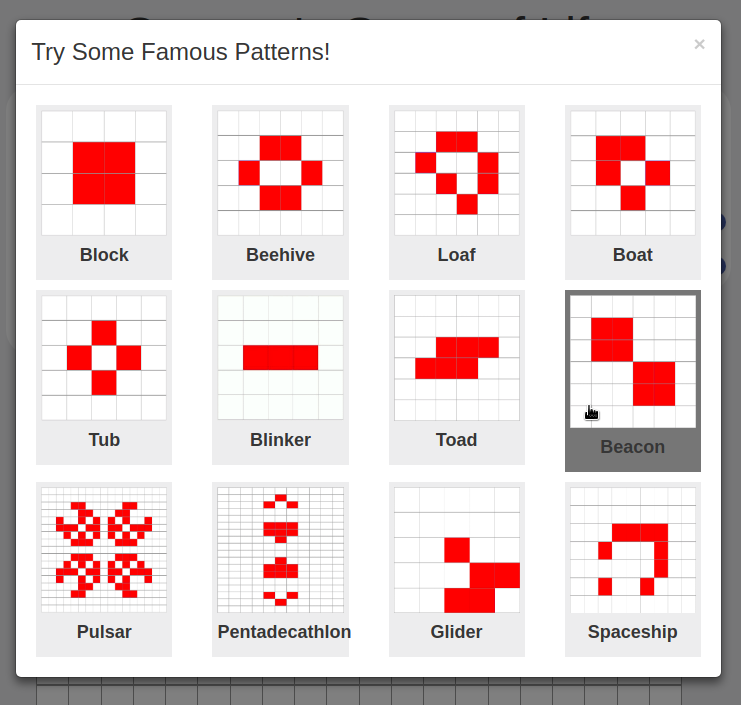 Try Some Famous Patterns!
×
Block
Beehive
Loaf
Boat
Tub
Blinker
Toad
Beacon
Pulsar
Pentadecathlon
Glider
Spaceship